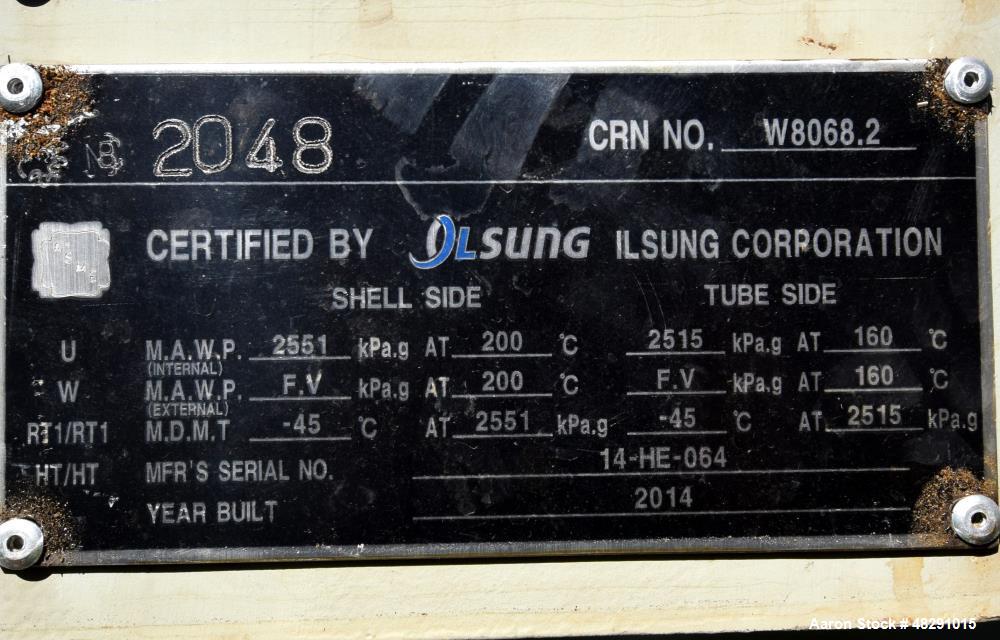 NB 2048 CRN NO. W8068.2
CERTIFIED BY ILSUNG ILSUNG CORPORATION
SHELL SIDE TUBE SIDE
U M.A.W.P. 2551 kPa.g AT 200 ℃ 2515 kPa.g AT 160 ℃
(INTERNAL)
W M.A.W.P. F.V kPa.g AT 200 ℃ F.V kPa.g AT 160 ℃
(EXTERNAL)
RT1/RT1 M.D.M.T -45 ℃ AT 2551 kPa.g -45 ℃ AT 2515 kPa.g
HT/HT MFR'S SERIAL NO. 14-HE-064
YEAR BUILT 2014
Aaron Stock # 48291015